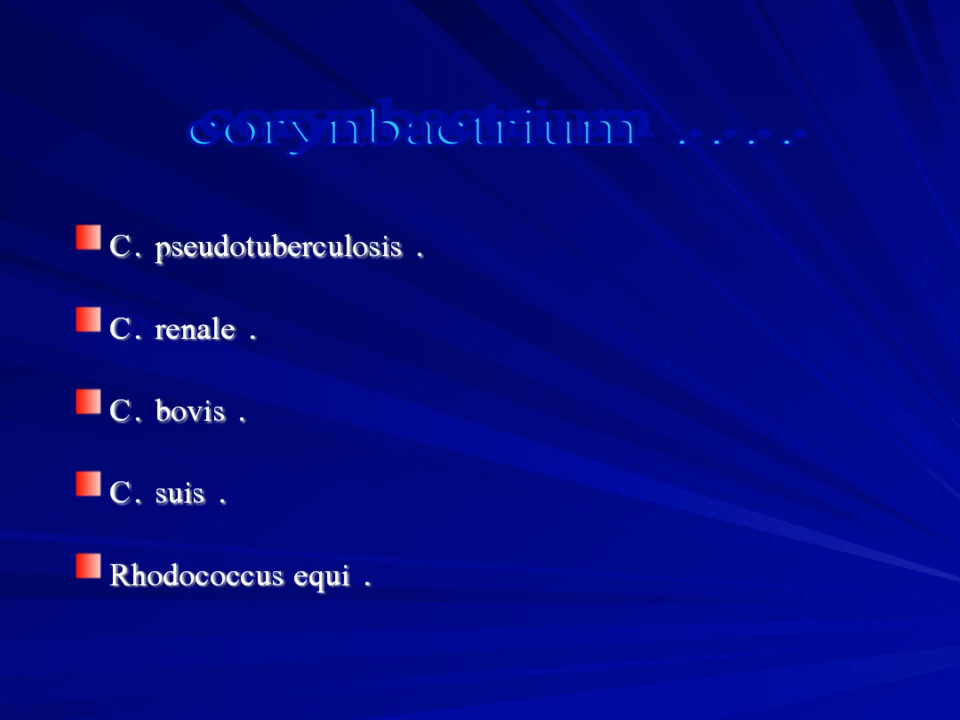 corynbactrium ....
C. pseudotuberculosis .
C. renale .
C. bovis .
C. suis .
Rhodococcus equi .